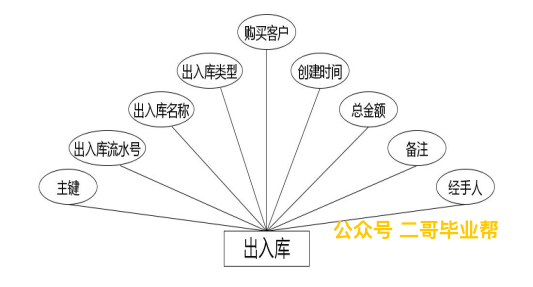 购买客户
出入库类型
创建时间
出入库名称
总金额
出入库流水号
备注
主键
经手人
公众号 二哥毕业帮
出入库